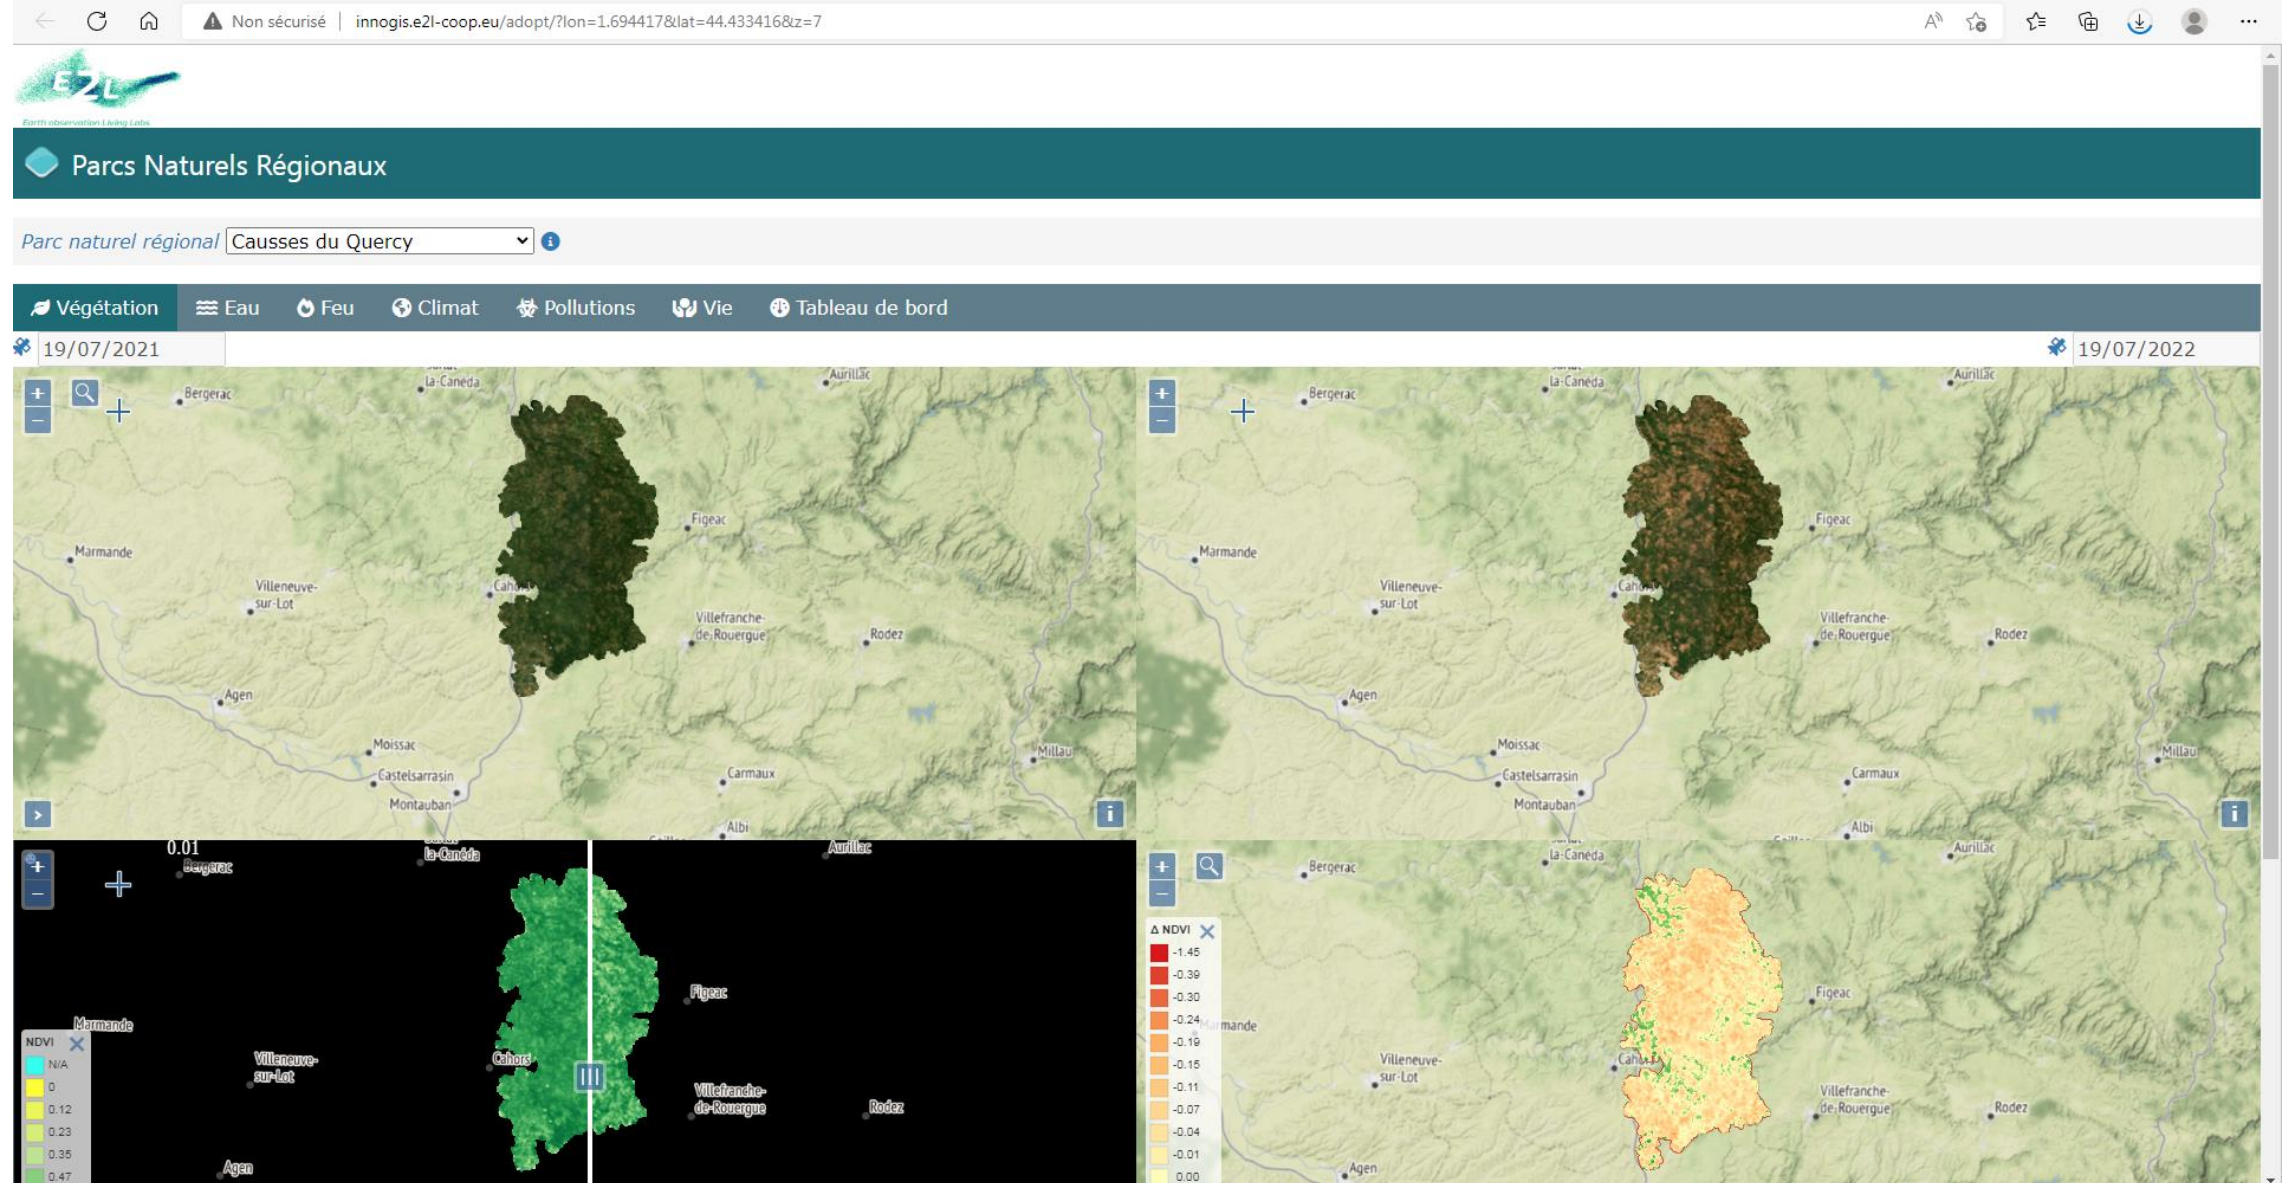 Non sécurisé | innogis.e2l-coop.eu/adopt/?lon=1.694417&lat=44.433416&z=7
E2L
Earth observation Living Labs
Parcs Naturels Régionaux
Parc naturel régional Causses du Quercy
Végétation Eau Feu Climat Pollutions Vie Tableau de bord
19/07/2021
19/07/2022
la-Canéda
Aurillac
Bergerac
Figeac
Marmande
Villeneuve-
sur-Lot
Villefranche-
de-Rouergue
Rodez
Agen
Moissac
Castelsarrasin
Montauban
Carmaux
Millau
Albi
la-Canéda
Aurillac
Bergerac
Figeac
Marmande
Villeneuve-
sur-Lot
Villefranche-
de-Rouergue
Rodez
Agen
Moissac
Castelsarrasin
Montauban
Carmaux
Millau
Albi
0.01
Bergerac
la-Canéda
Aurillac
Figeac
Marmande
Villeneuve-
sur-Lot
Cahors
Villefranche-
de-Rouergue
Rodez
Agen
NDVI
N/A
0
0.12
0.23
0.35
0.47
la-Canéda
Aurillac
Bergerac
Figeac
Marmande
Villeneuve-
sur-Lot
Villefranche-
de-Rouergue
Rodez
Agen
Δ NDVI
-1.45
-0.39
-0.30
-0.24
-0.19
-0.15
-0.11
-0.07
-0.04
-0.01
0.00